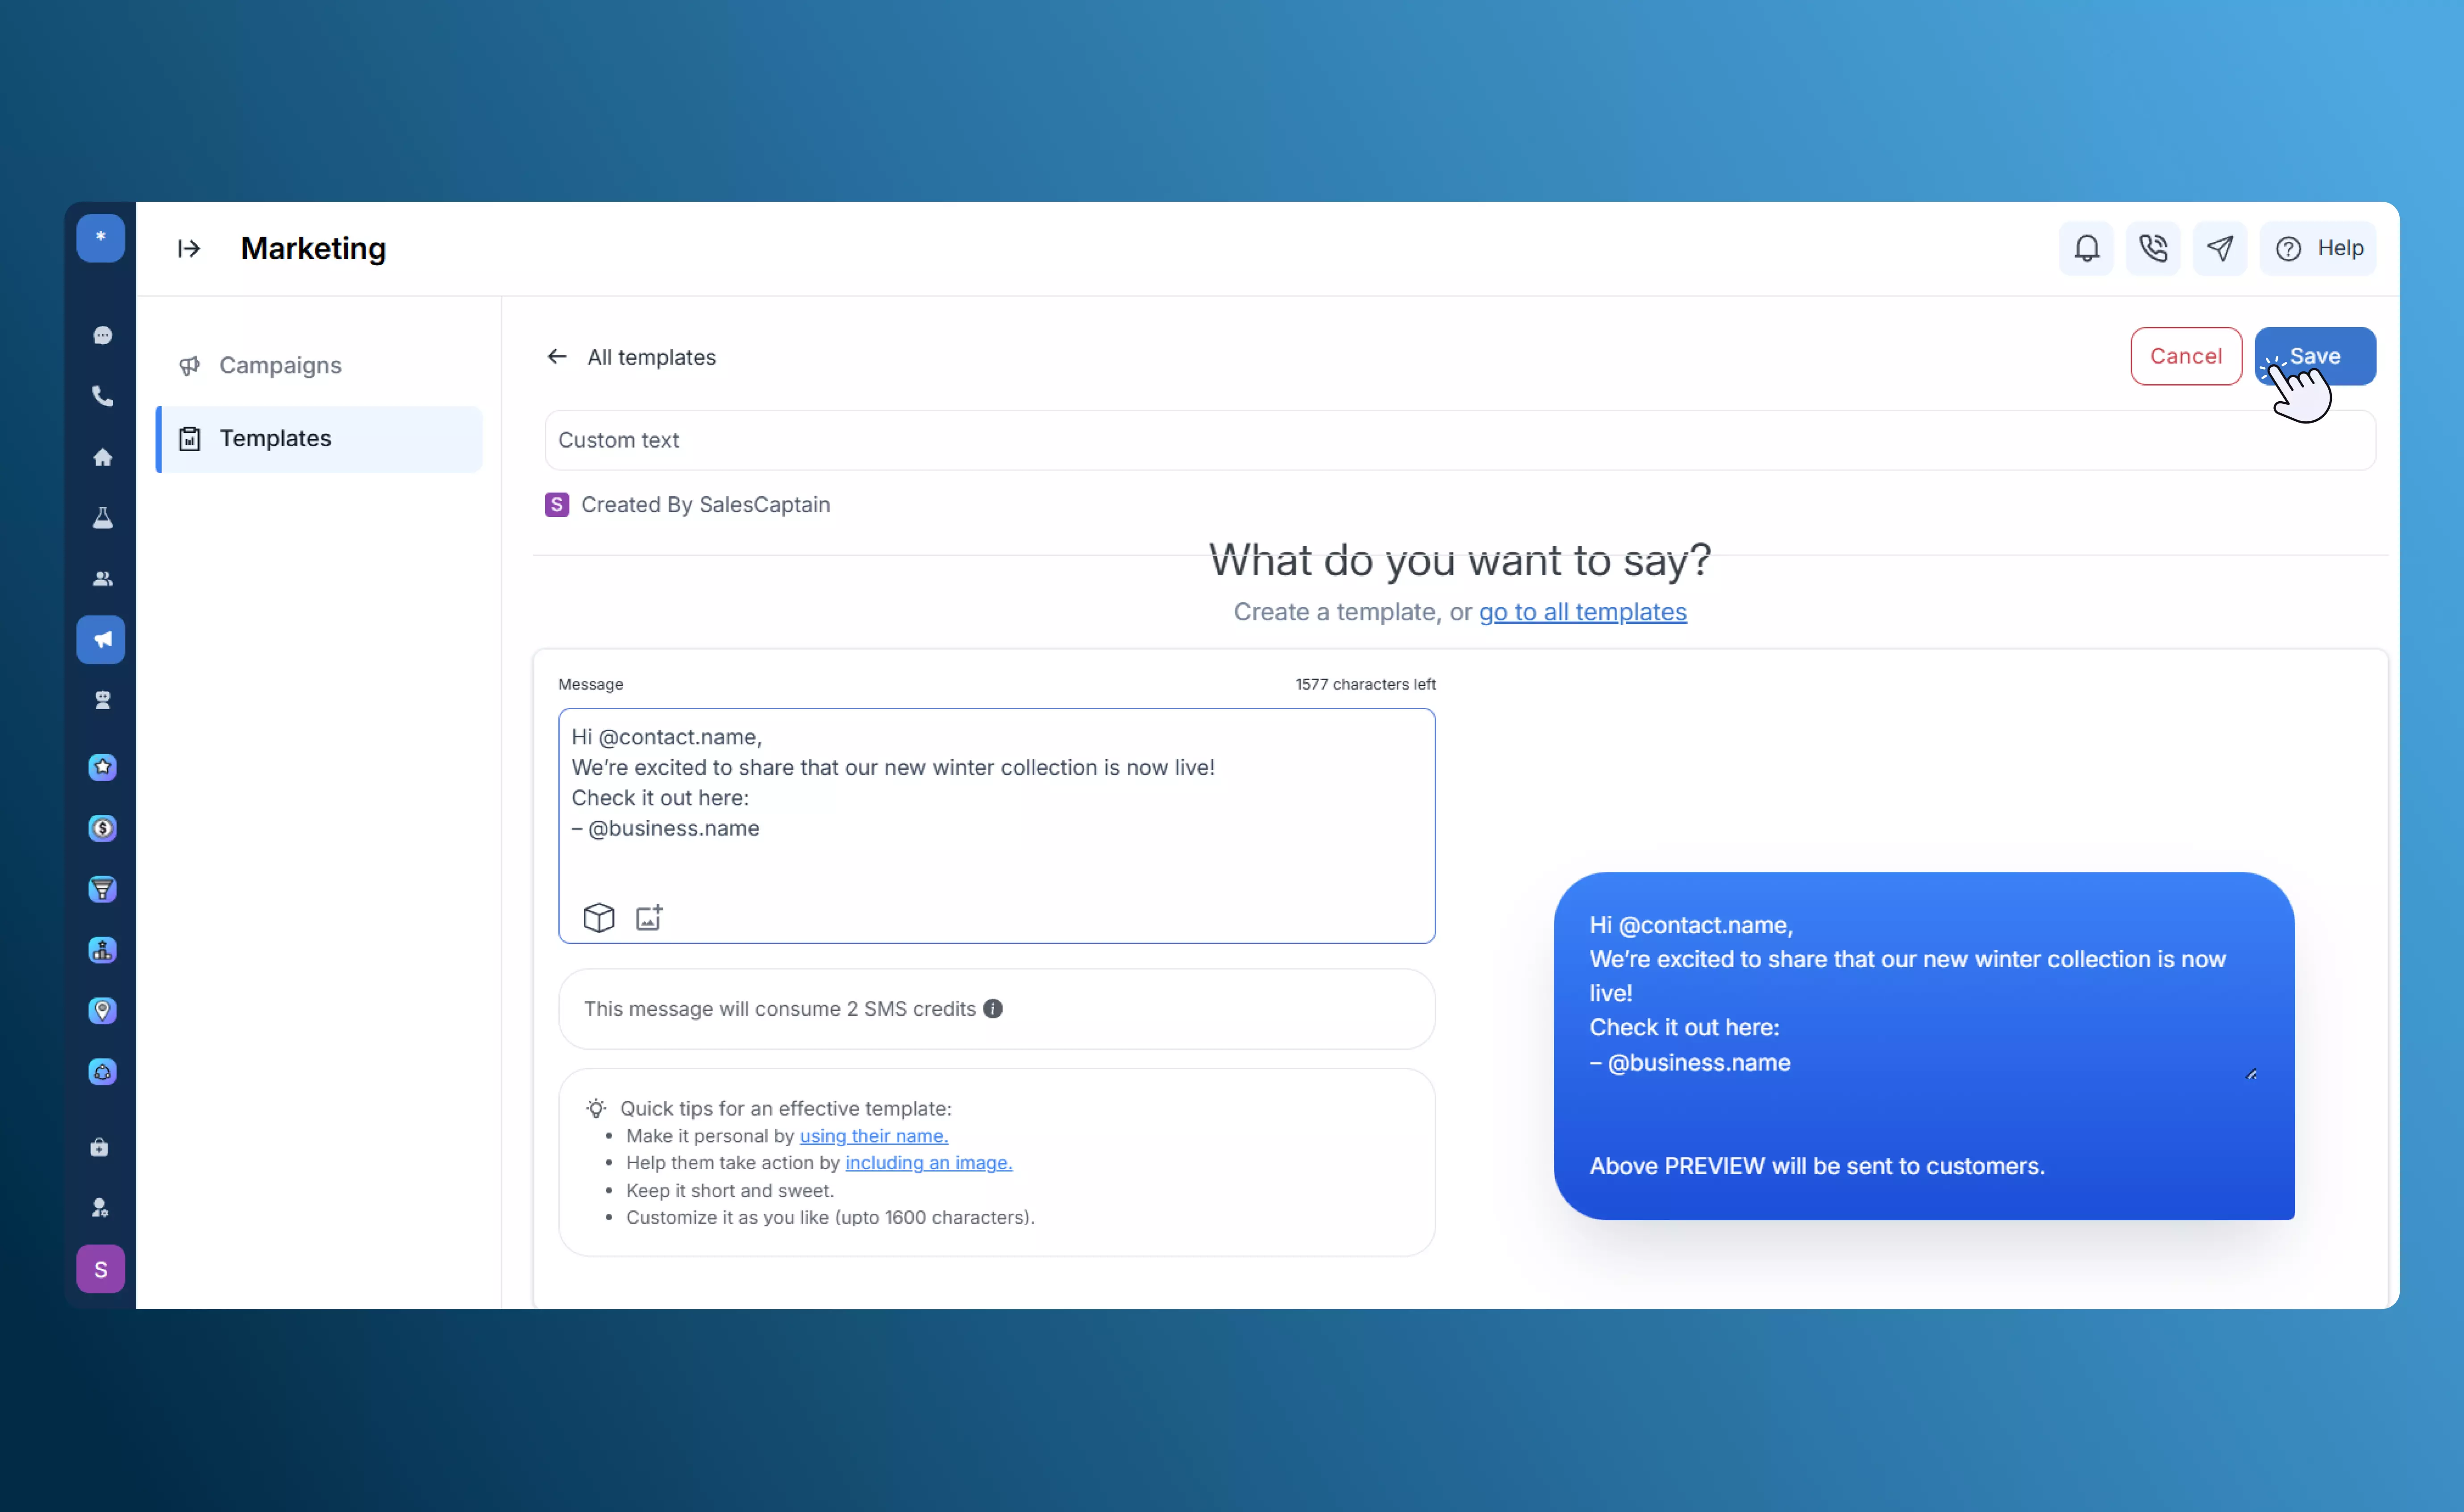 *
Marketing
Help
Campaigns
Templates
All templates
Cancel
Save
Custom text
S Created By SalesCaptain
What do you want to say?
Create a template, or go to all templates
Message
1577 characters left
Hi @contact.name,
We’re excited to share that our new winter collection is now live!
Check it out here:
– @business.name
This message will consume 2 SMS credits
Quick tips for an effective template:
• Make it personal by using their name.
• Help them take action by including an image.
• Keep it short and sweet.
• Customize it as you like (upto 1600 characters).
Hi @contact.name,
We’re excited to share that our new winter collection is now
live!
Check it out here:
– @business.name
Above PREVIEW will be sent to customers.
S